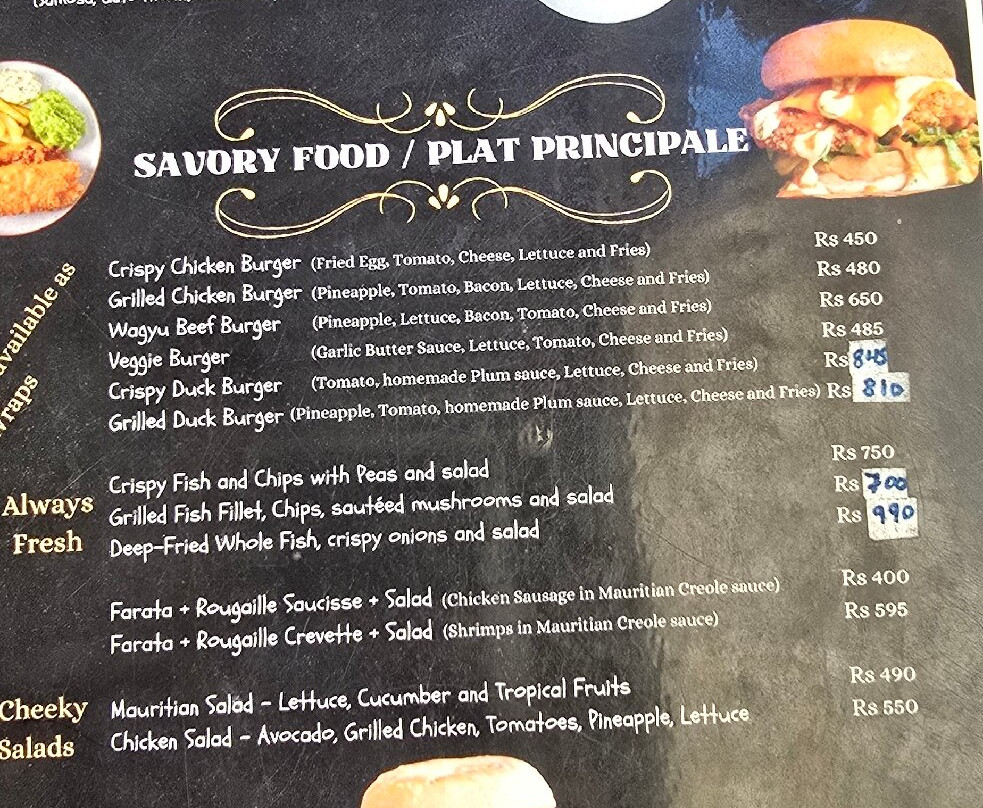 SAVORY FOOD / PLAT PRINCIPALE
available as
wraps
Crispy Chicken Burger (Fried Egg, Tomato, Cheese, Lettuce and Fries) Rs 450
Grilled Chicken Burger (Pineapple, Tomato, Bacon, Lettuce, Cheese and Fries) Rs 480
Wagyu Beef Burger (Pineapple, Lettuce, Bacon, Tomato, Cheese and Fries) Rs 650
Veggie Burger (Garlic Butter Sauce, Lettuce, Tomato, Cheese and Fries) Rs 485
Crispy Duck Burger (Tomato, homemade Plum sauce, Lettuce, Cheese and Fries) Rs 845
Grilled Duck Burger (Pineapple, Tomato, homemade Plum sauce, Lettuce, Cheese and Fries) Rs 810
Always
Fresh
Crispy Fish and Chips with Peas and salad Rs 750
Grilled Fish Fillet, Chips, sautéed mushrooms and salad Rs 700
Deep-Fried Whole Fish, crispy onions and salad Rs 990
Farata + Rougaille Saucisse + Salad (Chicken Sausage in Mauritian Creole sauce) Rs 400
Farata + Rougaille Crevette + Salad (Shrimps in Mauritian Creole sauce) Rs 595
Cheeky
Salads
Mauritian Salad - Lettuce, Cucumber and Tropical Fruits Rs 490
Chicken Salad - Avocado, Grilled Chicken, Tomatoes, Pineapple, Lettuce Rs 550